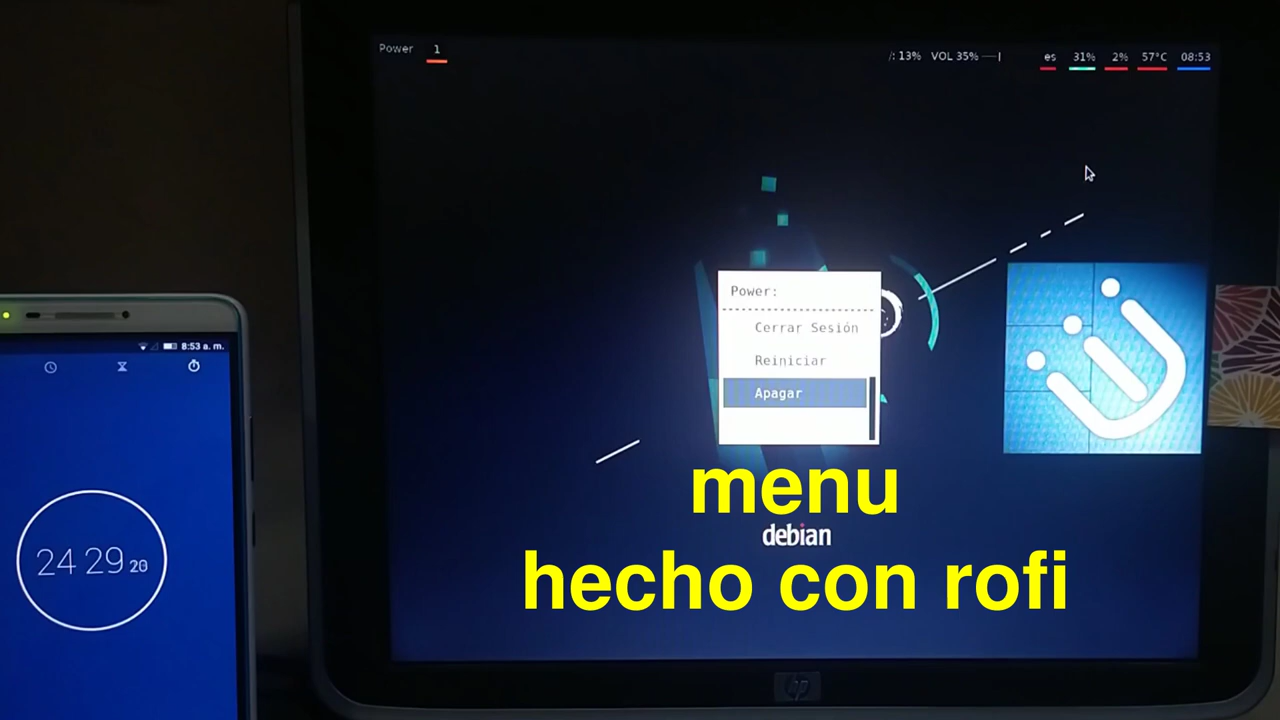 Power 1 /: 13% VOL 35% es 31% 2% 57°C 08:53
Power:
Cerrar Sesión
Reiniciar
Apagar
menu
debian
hecho con rofi
8:53 a. m.
24 29 20
hp